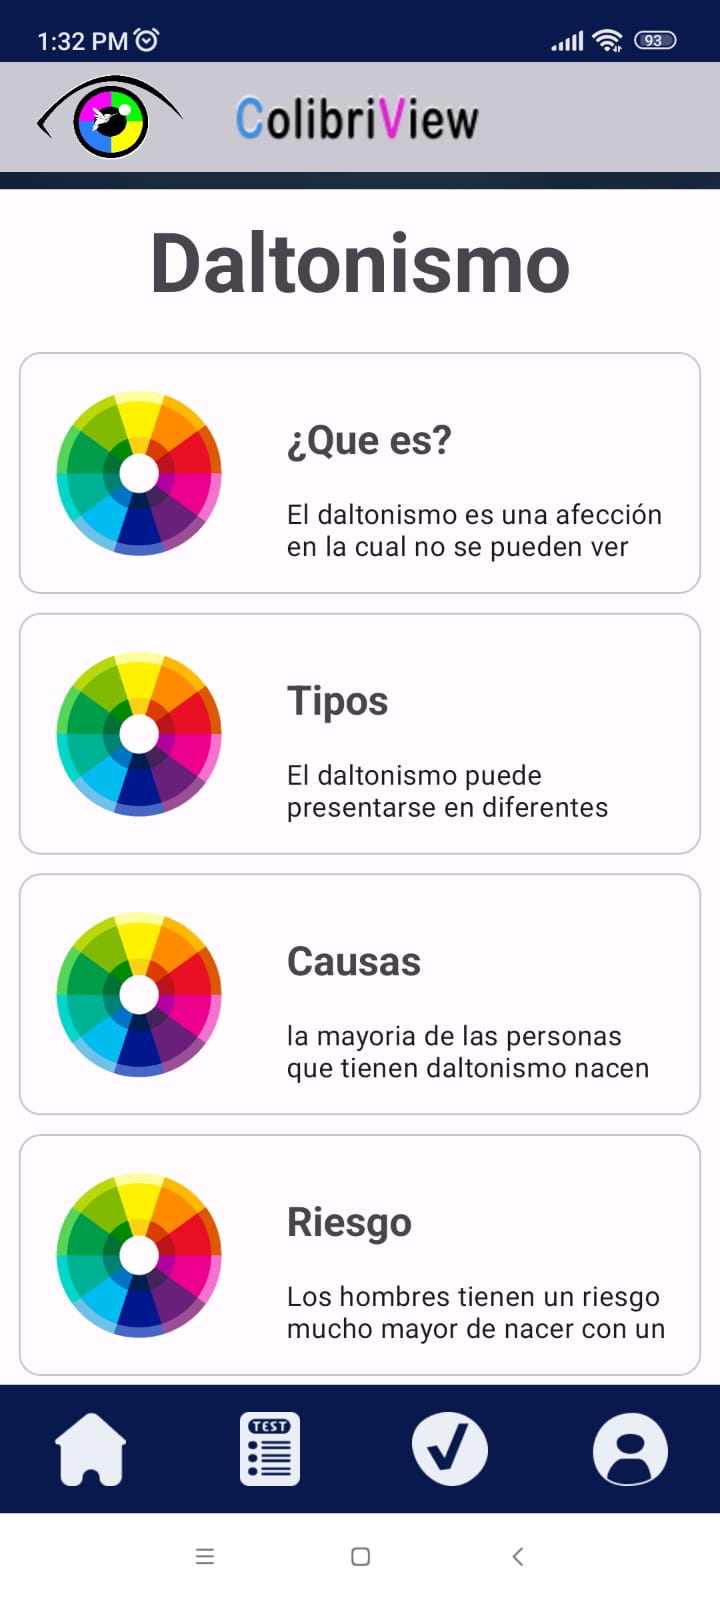 1:32 PM
93
ColibriView
Daltonismo
¿Que es?
El daltonismo es una afección
en la cual no se pueden ver
Tipos
El daltonismo puede
presentarse en diferentes
Causas
la mayoria de las personas
que tienen daltonismo nacen
Riesgo
Los hombres tienen un riesgo
mucho mayor de nacer con un
TEST